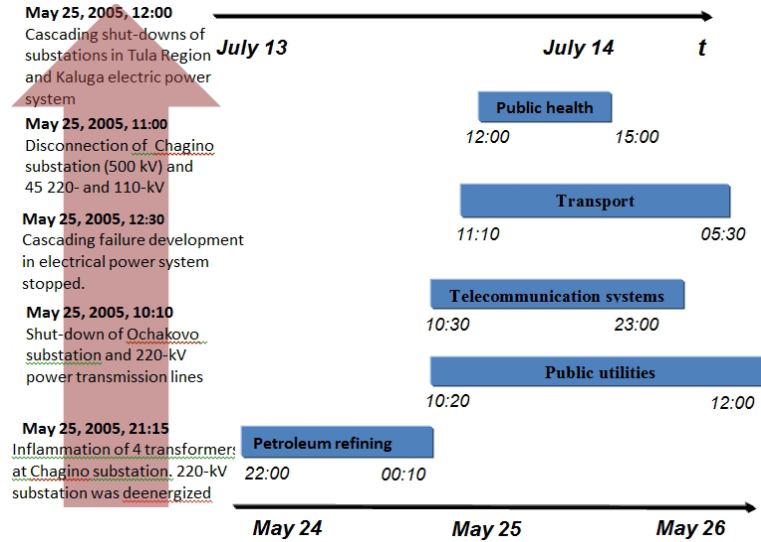 May 25, 2005, 12:00
Cascading shut-downs of
substations in Tula Region
and Kaluga electric power
system
May 25, 2005, 11:00
Disconnection of Chagino
substation (500 kV) and
45 220- and 110-kV
May 25, 2005, 12:30
Cascading failure development
in electrical power system
stopped.
May 25, 2005, 10:10
Shut-down of Ochakovo
substation and 220-kV
power transmission lines
May 25, 2005, 21:15
Inflammation of 4 transformers
at Chagino substation. 220-kV
substation was deenergized
July 13
July 14
t
Public health
12:00
15:00
Transport
11:10
05:30
Telecommunication systems
10:30
23:00
Public utilities
10:20
12:00
Petroleum refining
22:00
00:10
May 24
May 25
May 26